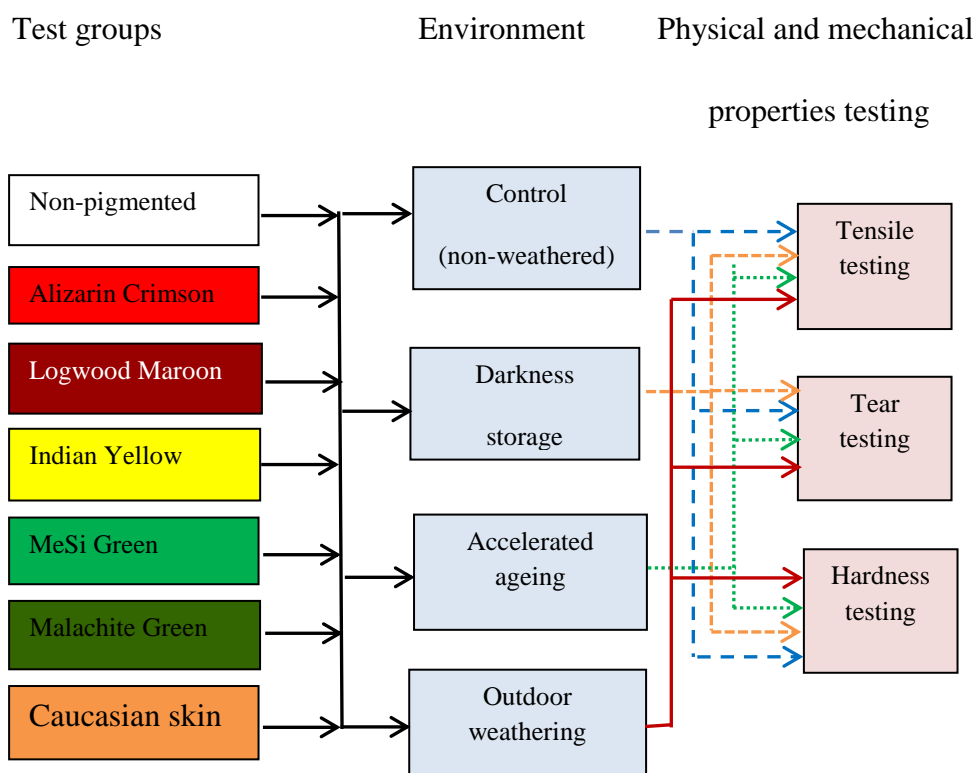 Test groups
Environment
Physical and mechanical
properties testing
Non-pigmented
Alizarin Crimson
Logwood Maroon
Indian Yellow
MeSi Green
Malachite Green
Caucasian skin
Control
(non-weathered)
Darkness
storage
Accelerated
ageing
Outdoor
weathering
Tensile
testing
Tear
testing
Hardness
testing